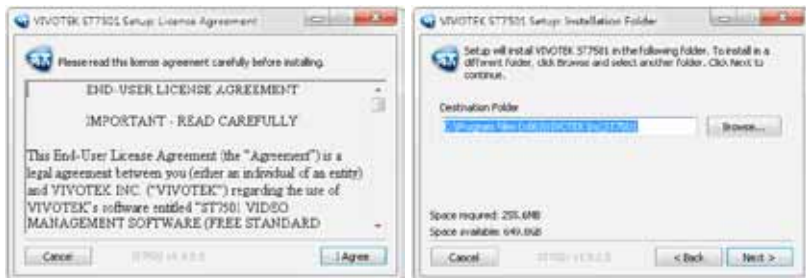 VIVOTEK ST7501 Setup: License Agreement
Please read this license agreement carefully before installing.
END-USER LICENSE AGREEMENT
IMPORTANT - READ CAREFULLY
This End-User License Agreement (the "Agreement") is a
legal agreement between you (either an individual of an entity)
and VIVOTEK INC. ("VIVOTEK") regarding the use of
VIVOTEK's software entitled "ST7501 VIDEO
MANAGEMENT SOFTWARE (FREE STANDARD
Cancel
I Agree
VIVOTEK ST7501 Setup: Installation Folder
Setup will install VIVOTEK ST7501 in the following folder. To install in a
different folder, click Browse and select another folder. Click Next to
continue.
Destination Folder
Browse...
Space required: 255.6MB
Space available: 649.8GB
Cancel
< Back
Next >